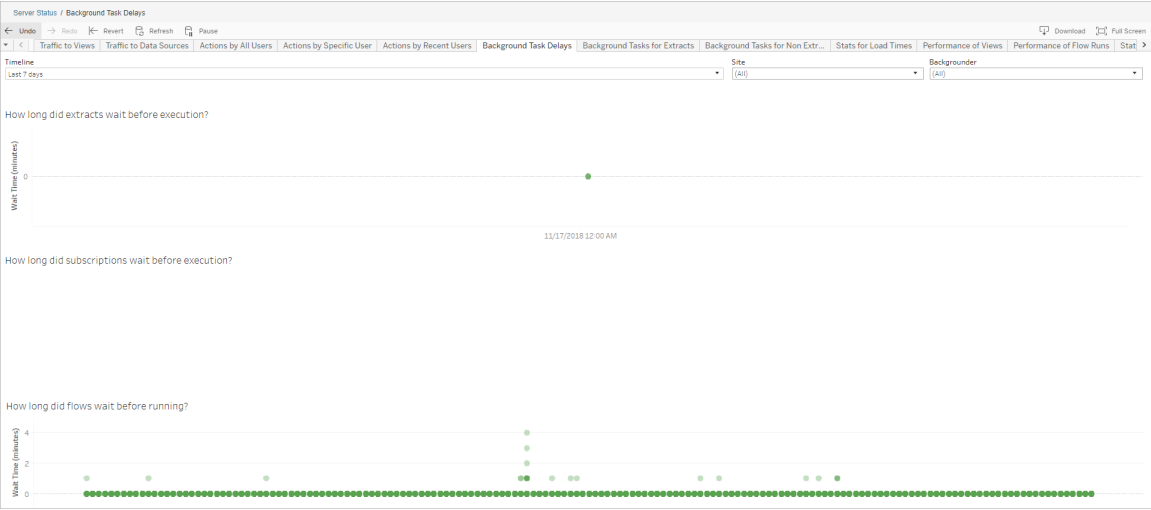 Server Status / Background Task Delays
Undo Redo Revert Refresh Pause Download Full Screen
Traffic to Views Traffic to Data Sources Actions by All Users Actions by Specific User Actions by Recent Users Background Task Delays Background Tasks for Extracts Background Tasks for Non Extr... Stats for Load Times Performance of Views Performance of Flow Runs Stat
Timeline Site Backgrounder
Last 7 days (All) (All)
How long did extracts wait before execution?
Wait Time (minutes)
0
11/17/2018 12:00 AM
How long did subscriptions wait before execution?
How long did flows wait before running?
Wait Time (minutes)
4
2
0